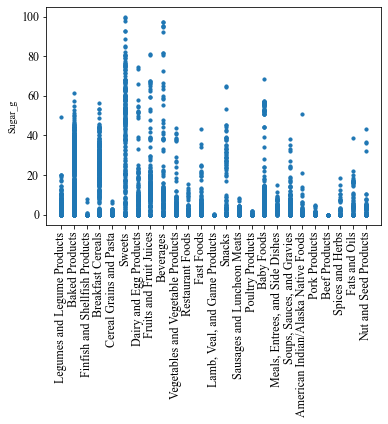 100
80
60
40
20
0
Sugar_g
Legumes and Legume Products
Baked Products
Finfish and Shellfish Products
Breakfast Cereals
Cereal Grains and Pasta
Sweets
Dairy and Egg Products
Fruits and Fruit Juices
Beverages
Vegetables and Vegetable Products
Restaurant Foods
Fast Foods
Lamb, Veal, and Game Products
Snacks
Sausages and Luncheon Meats
Poultry Products
Baby Foods
Meals, Entrees, and Side Dishes
Soups, Sauces, and Gravies
American Indian/Alaska Native Foods
Pork Products
Beef Products
Spices and Herbs
Fats and Oils
Nut and Seed Products